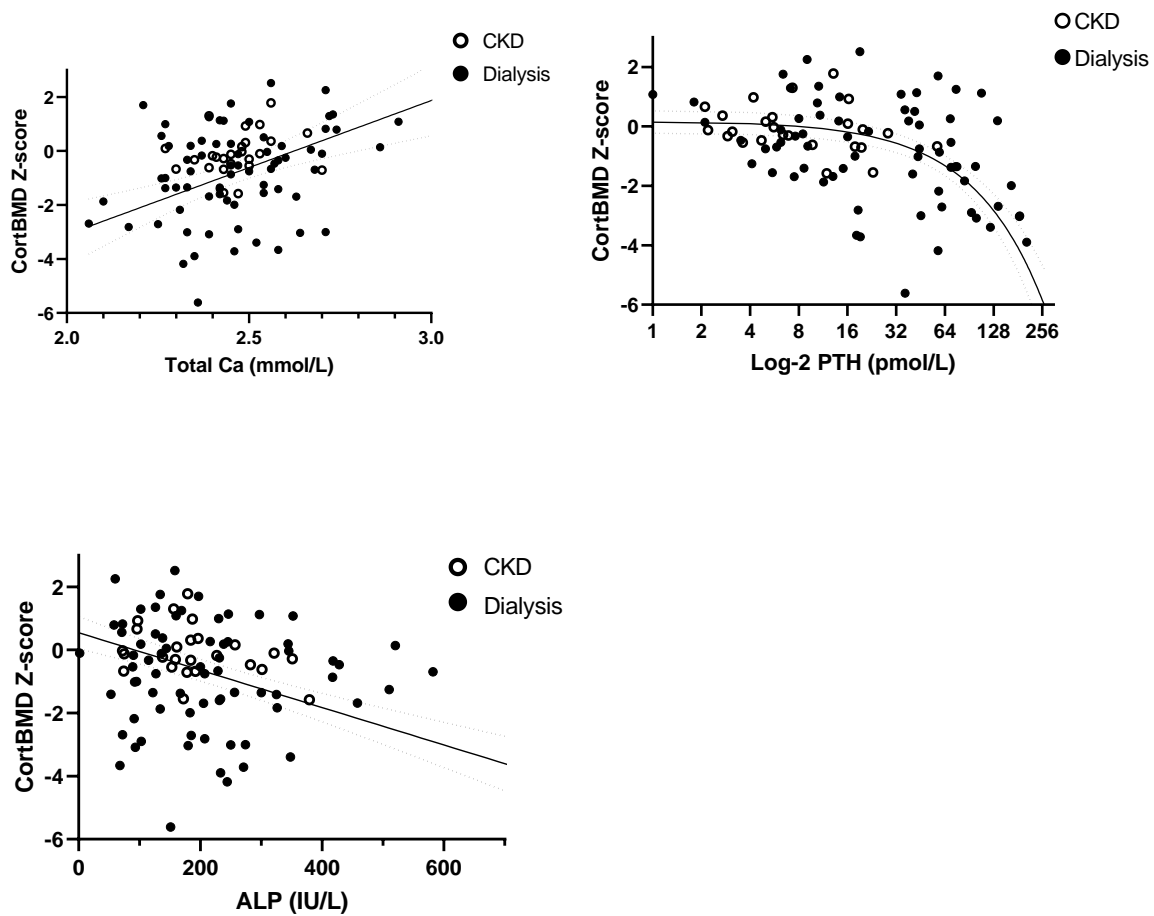 CKD
Dialysis
CortBMD Z-score
2
0
-2
-4
-6
2.0
2.5
3.0
Total Ca (mmol/L)
CKD
Dialysis
CortBMD Z-score
2
0
-2
-4
-6
1
2
4
8
16
32
64
128
256
Log-2 PTH (pmol/L)
CKD
Dialysis
CortBMD Z-score
2
0
-2
-4
-6
0
200
400
600
ALP (IU/L)